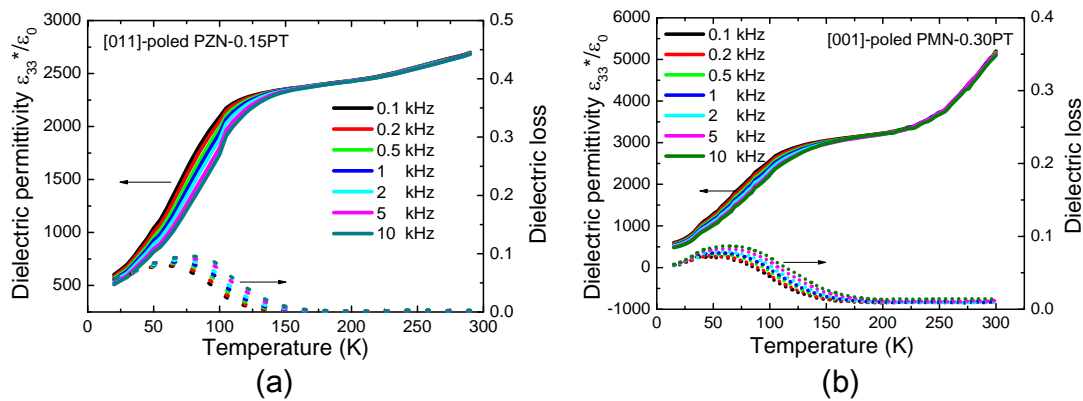 [011]-poled PZN-0.15PT
0.1 kHz
0.2 kHz
0.5 kHz
1 kHz
2 kHz
5 kHz
10 kHz
Dielectric permittivity ε33*/ε0
3000
2500
2000
1500
1000
500
0.5
0.4
0.3
0.2
0.1
0.0
Dielectric loss
0 50 100 150 200 250 300
Temperature (K)
(a)
[001]-poled PMN-0.30PT
0.1 kHz
0.2 kHz
0.5 kHz
1 kHz
2 kHz
5 kHz
10 kHz
Dielectric permittivity ε33*/ε0
6000
5000
4000
3000
2000
1000
0
-1000
0.4
0.3
0.2
0.1
0.0
Dielectric loss
0 50 100 150 200 250 300
Temperature (K)
(b)